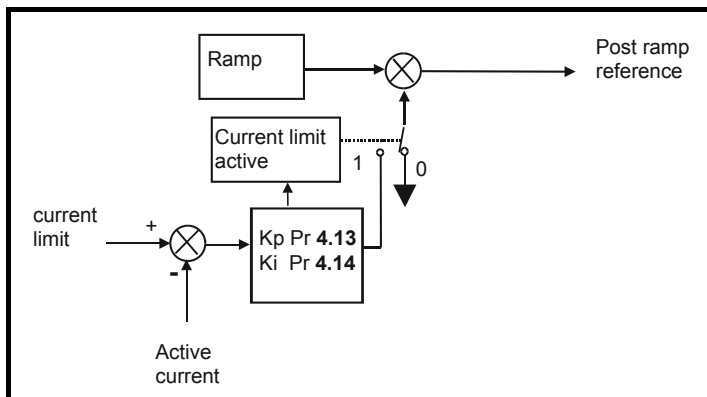 Ramp
Post ramp
reference
Current limit
active
1
0
current
limit
+
-
Kp Pr 4.13
Ki Pr 4.14
Active
current